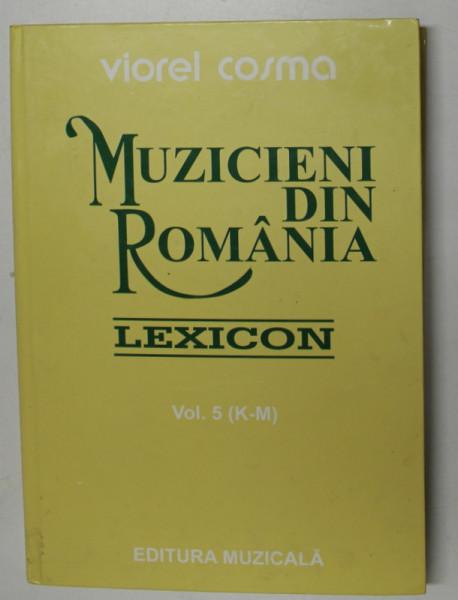 viorel cosma
MUZICIENI
DIN
ROMÂNIA
LEXICON
Vol. 5 (K-M)
EDITURA MUZICALĂ